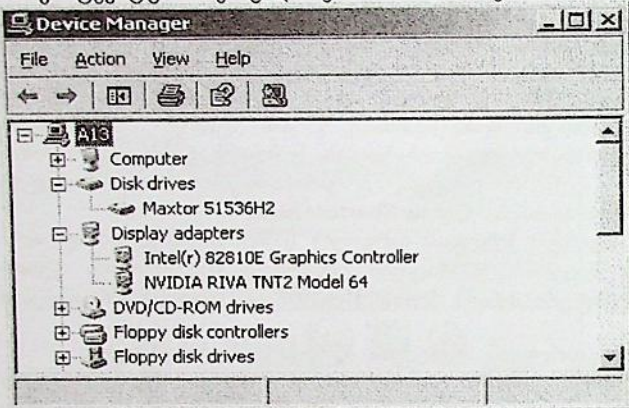 Device Manager
File Action View Help
A13
Computer
Disk drives
Maxtor 51536H2
Display adapters
Intel(r) 82810E Graphics Controller
NVIDIA RIVA TNT2 Model 64
DVD/CD-ROM drives
Floppy disk controllers
Floppy disk drives